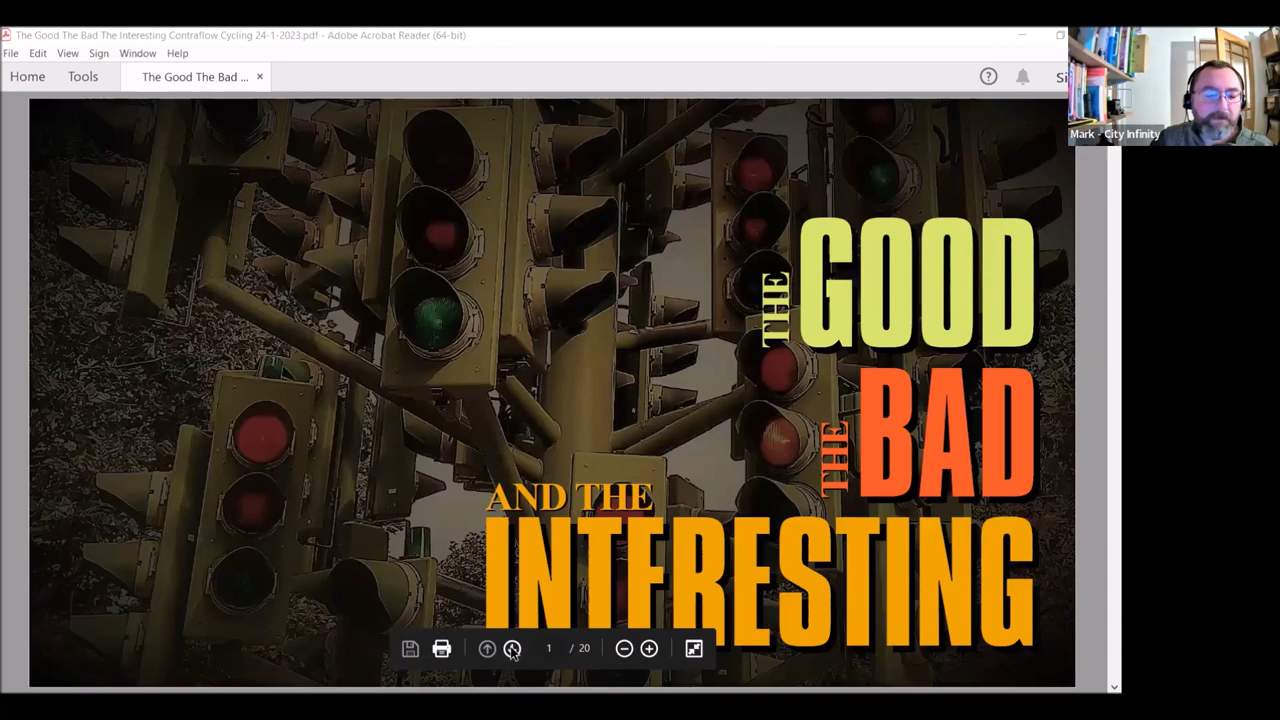 The Good The Bad The Interesting Contraflow Cycling 24-1-2023.pdf - Adobe Acrobat Reader (64-bit)
File Edit View Sign Window Help
Home Tools The Good The Bad ... × ? Si
Mark - City Infinity
THE GOOD
THE BAD
AND THE
INTERESTING
1 / 20